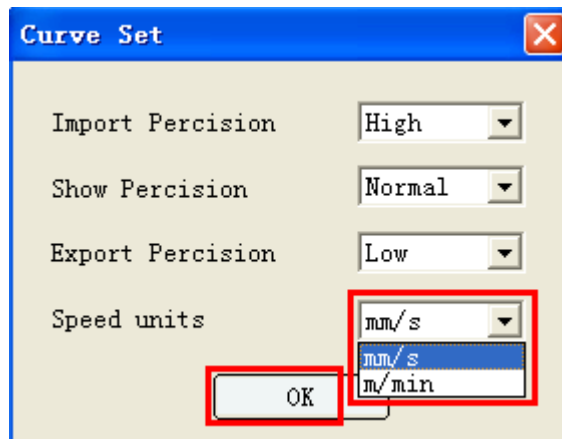 Curve Set
Import Percision High
Show Percision Normal
Export Percision Low
Speed units mm/s
mm/s
m/min
OK